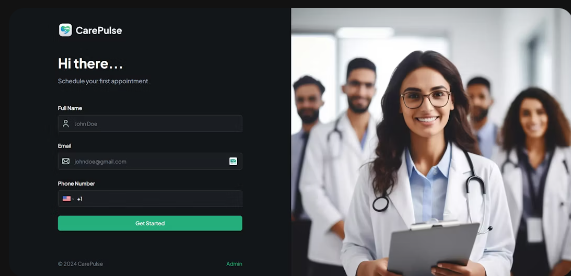 CarePulse
Hi there...
Schedule your first appointment
Full Name
John Doe
Email
johndoe@gmail.com
Phone Number
+1
Get Started
© 2024 CarePulse
Admin